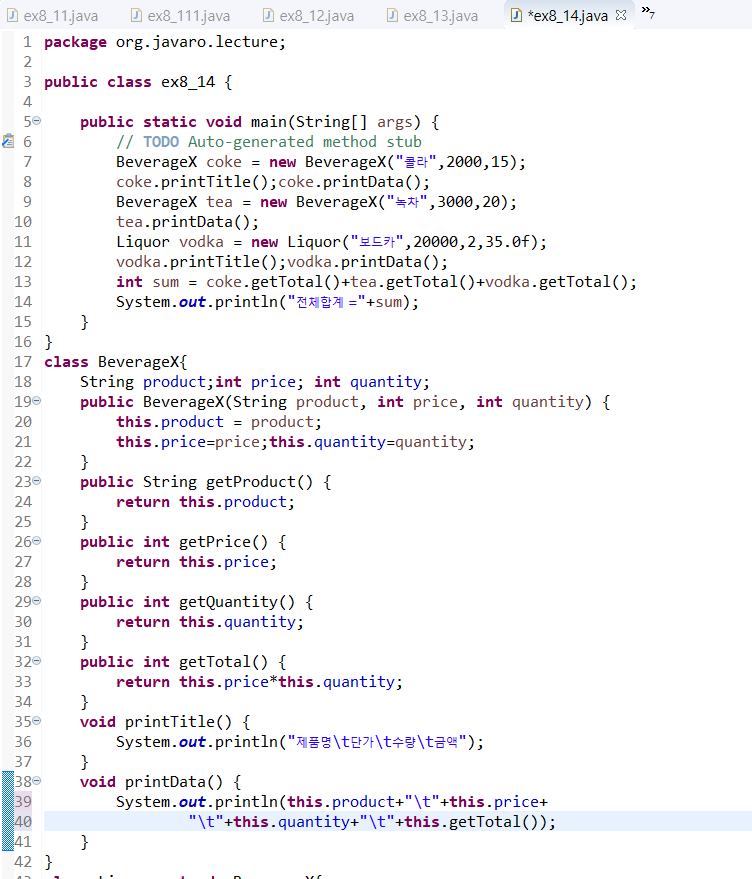 ex8_11.java ex8_111.java ex8_12.java ex8_13.java *ex8_14.java »7
1 package org.javaro.lecture;
2
3 public class ex8_14 {
4
5 public static void main(String[] args) {
6 // TODO Auto-generated method stub
7 BeverageX coke = new BeverageX("콜라",2000,15);
8 coke.printTitle();coke.printData();
9 BeverageX tea = new BeverageX("녹차",3000,20);
10 tea.printData();
11 Liquor vodka = new Liquor("보드카",20000,2,35.0f);
12 vodka.printTitle();vodka.printData();
13 int sum = coke.getTotal()+tea.getTotal()+vodka.getTotal();
14 System.out.println("전체합계 ="+sum);
15 }
16 }
17 class BeverageX{
18 String product;int price; int quantity;
19 public BeverageX(String product, int price, int quantity) {
20 this.product = product;
21 this.price=price;this.quantity=quantity;
22 }
23 public String getProduct() {
24 return this.product;
25 }
26 public int getPrice() {
27 return this.price;
28 }
29 public int getQuantity() {
30 return this.quantity;
31 }
32 public int getTotal() {
33 return this.price*this.quantity;
34 }
35 void printTitle() {
36 System.out.println("제품명\t단가\t수량\t금액");
37 }
38 void printData() {
39 System.out.println(this.product+"\t"+this.price+
40 "\t"+this.quantity+"\t"+this.getTotal());
41 }
42 }